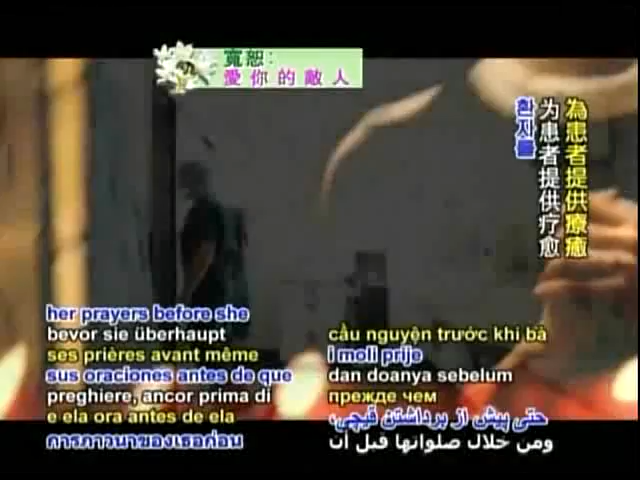 寬恕：
愛你的敵人
為患者提供療癒
为患者提供疗愈
환자를
her prayers before she
bevor sie überhaupt
ses prières avant même
sus oraciones antes de que
preghiere, ancor prima di
e ela ora antes de ela
การภาวนาของเธอก่อน
cầu nguyện trước khi bà
i moli prije
dan doanya sebelum
прежде чем
حتی پیش از برداشتن قیچی،
ومن خلال صلواتها قبل أن